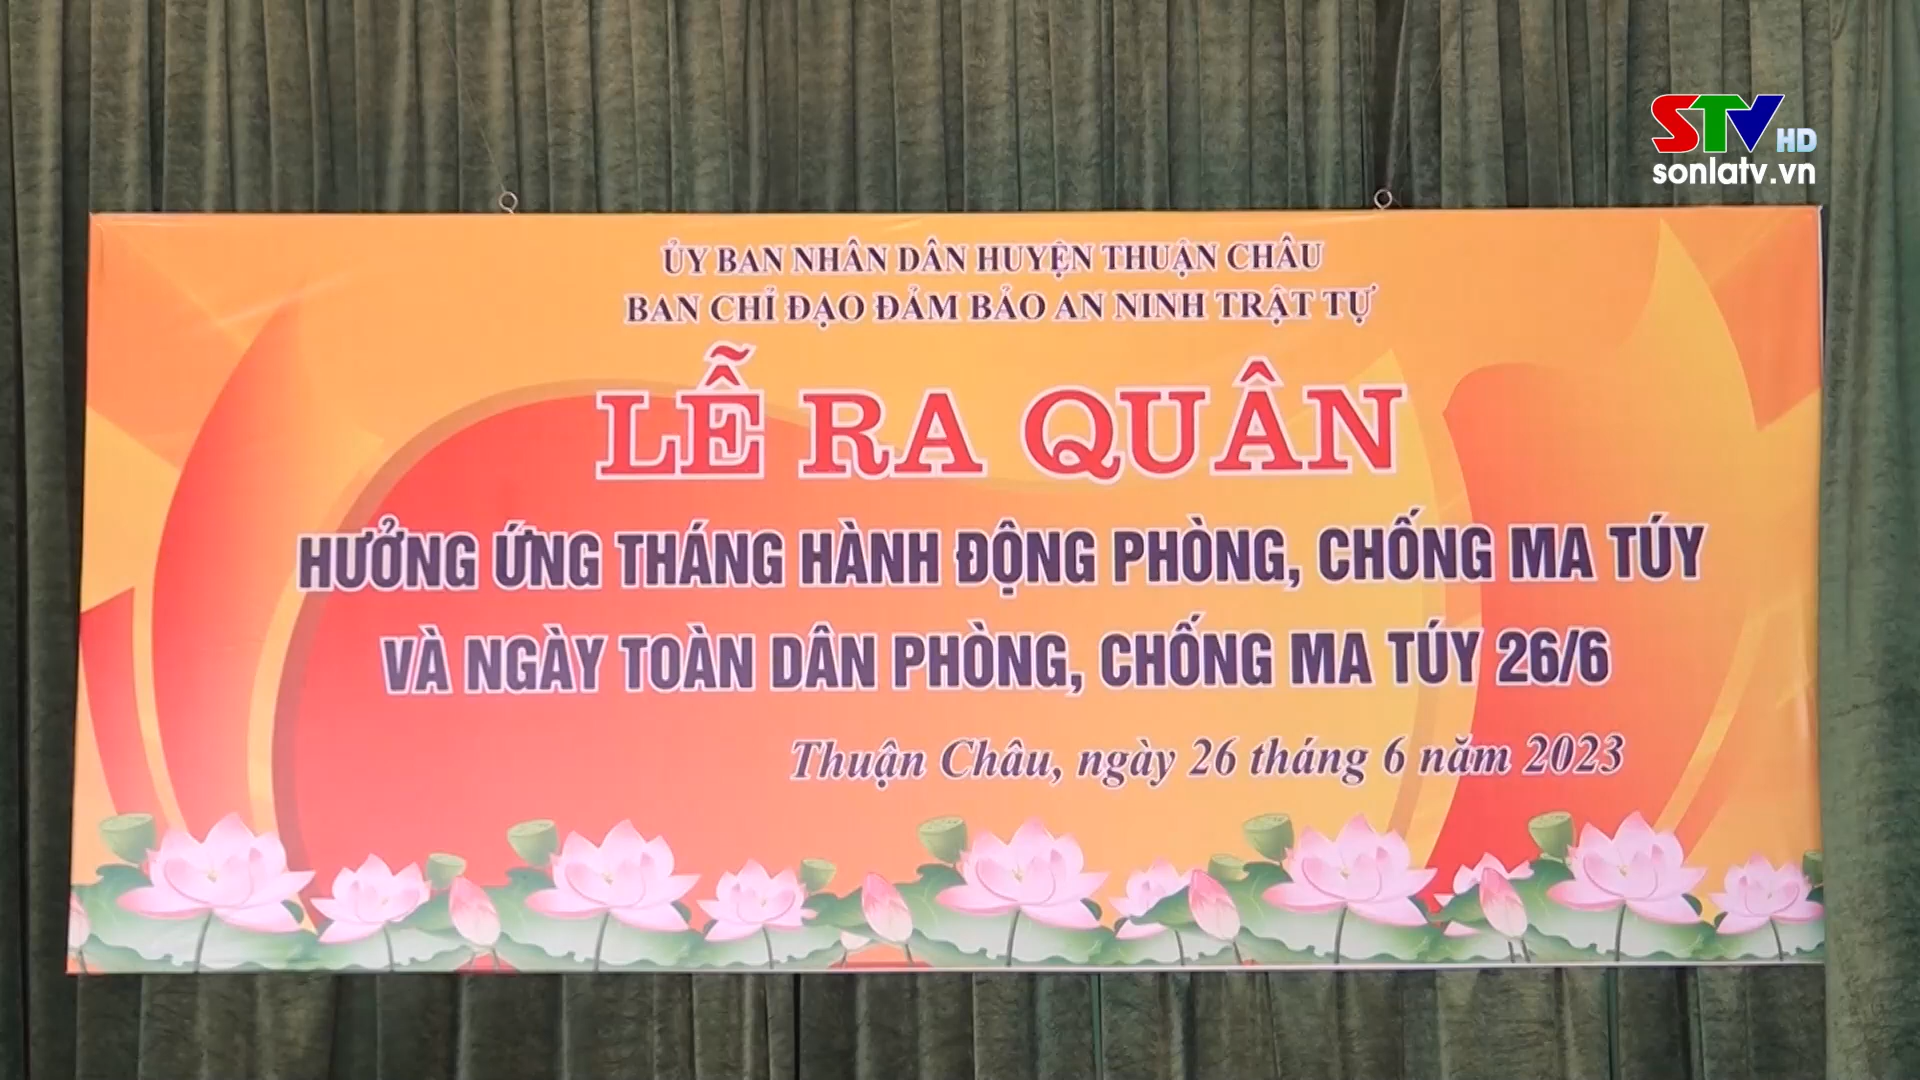 STV HD
sonlatv.vn
ỦY BAN NHÂN DÂN HUYỆN THUẬN CHÂU
BAN CHỈ ĐẠO ĐẢM BẢO AN NINH TRẬT TỰ
LỄ RA QUÂN
HƯỞNG ỨNG THÁNG HÀNH ĐỘNG PHÒNG, CHỐNG MA TÚY
VÀ NGÀY TOÀN DÂN PHÒNG, CHỐNG MA TÚY 26/6
Thuận Châu, ngày 26 tháng 6 năm 2023